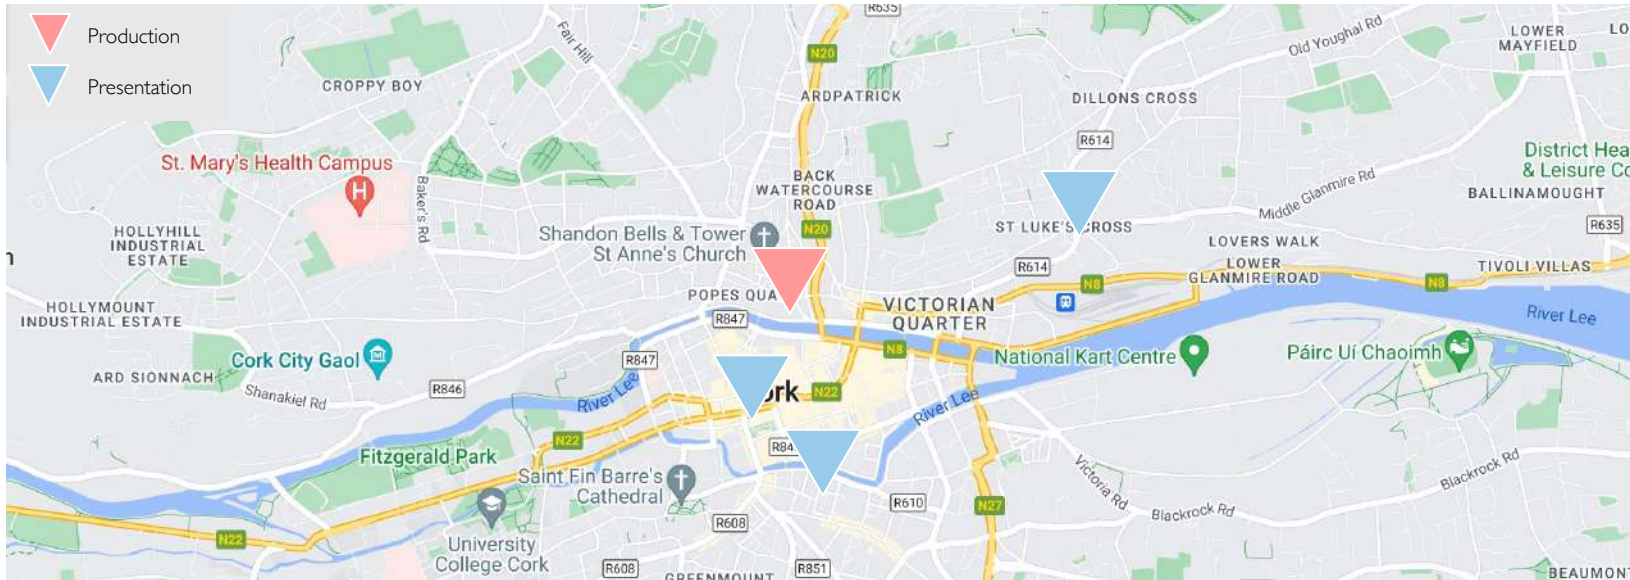 Production
Presentation
R635
Fair Hill
N20
Old Youghal Rd
LOWER
MAYFIELD
LO
CROPPY BOY
ARDPATRICK
DILLONS CROSS
R614
St. Mary's Health Campus
H
Baker's Rd
BACK
WATERCOURSE
ROAD
District Hea
& Leisure Co
Middle Glanmire Rd
BALLINAMOUGHT
HOLLYHILL
INDUSTRIAL
ESTATE
n
Shandon Bells & Tower
St Anne's Church
N20
ST LUKE'S CROSS
R635
LOVERS WALK
LOWER
GLANMIRE ROAD
R614
TIVOLI VILLAS
N8
N8
HOLLYMOUNT
INDUSTRIAL ESTATE
POPES QUA
R847
VICTORIAN
QUARTER
River Lee
Cork City Gaol
R847
N8
National Kart Centre
Páirc Uí Chaoimh
ARD SIONNACH
Shanakiel Rd
R846
River Lee
ork
N22
River Lee
N22
R84
Fitzgerald Park
Saint Fin Barre's
Cathedral
Victoria Rd
Blackrock Rd
R610
N27
Blackrock Rd
N22
University
College Cork
R608
R608
R851
GREENMOUNT
BEAUMONT